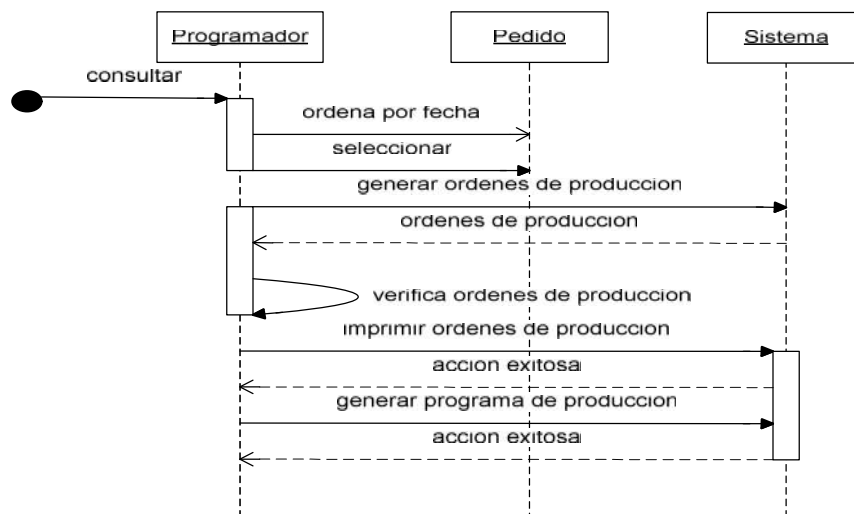 Programador
Pedido
Sistema
consultar
ordena por fecha
seleccionar
generar ordenes de produccion
ordenes de produccion
verifica ordenes de produccion
imprimir ordenes de produccion
accion exitosa
generar programa de produccion
accion exitosa